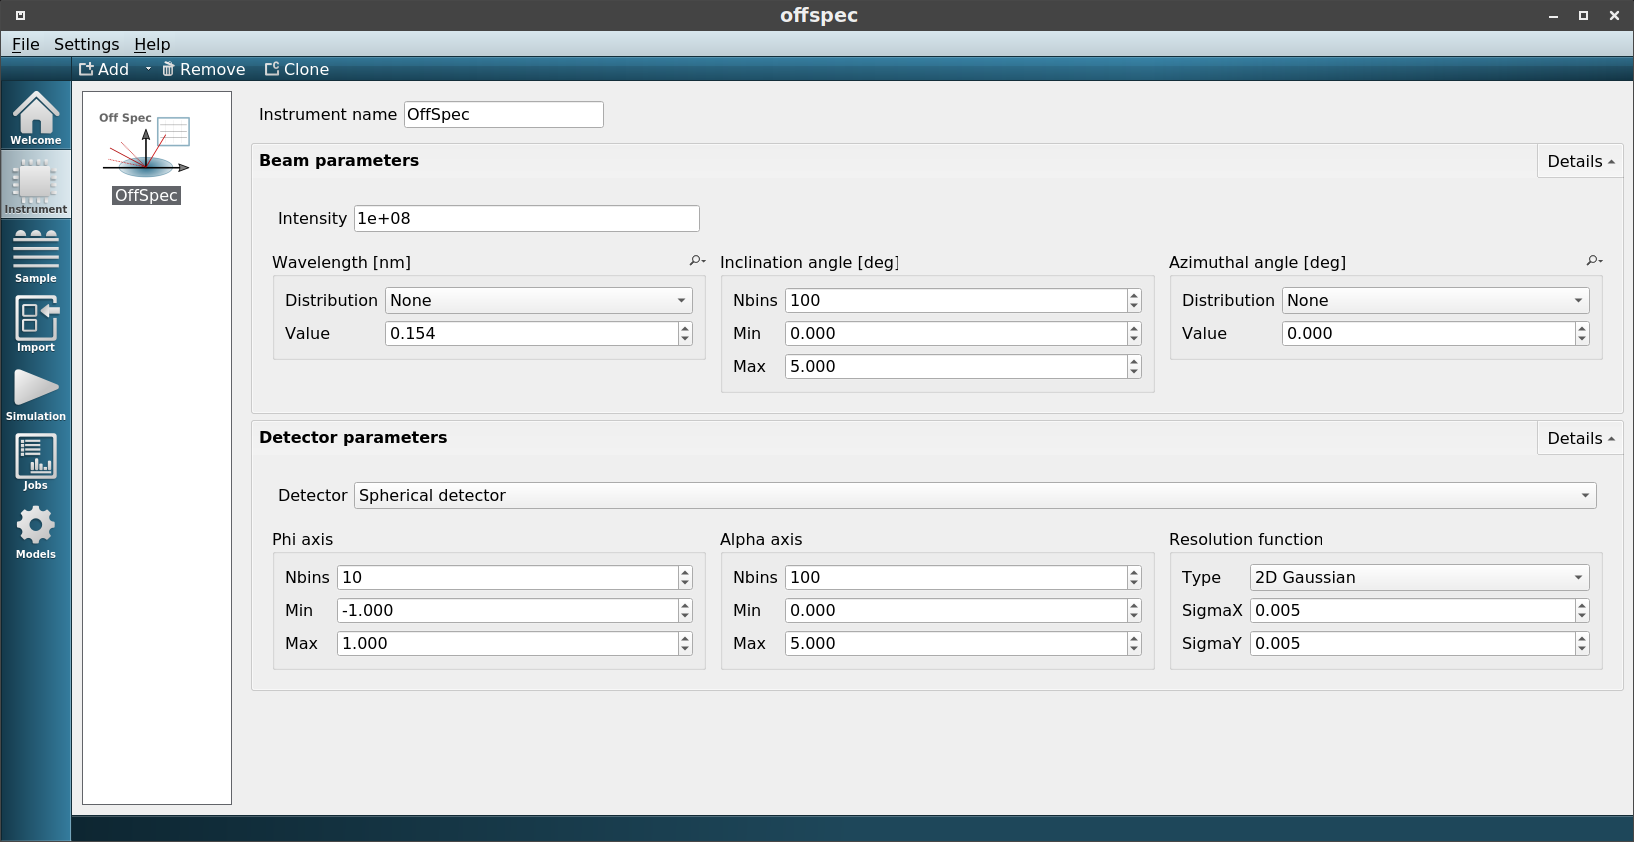 offspec
File Settings Help
Add Remove Clone
Welcome
Instrument
Sample
Import
Simulation
Jobs
Models
Off Spec
OffSpec
Instrument name OffSpec
Beam parameters Details
Intensity 1e+08
Wavelength [nm] Inclination angle [deg] Azimuthal angle [deg]
Distribution None Nbins 100 Distribution None
Value 0.154 Min 0.000 Value 0.000
Max 5.000
Detector parameters Details
Detector Spherical detector
Phi axis Alpha axis Resolution function
Nbins 10 Nbins 100 Type 2D Gaussian
Min -1.000 Min 0.000 SigmaX 0.005
Max 1.000 Max 5.000 SigmaY 0.005